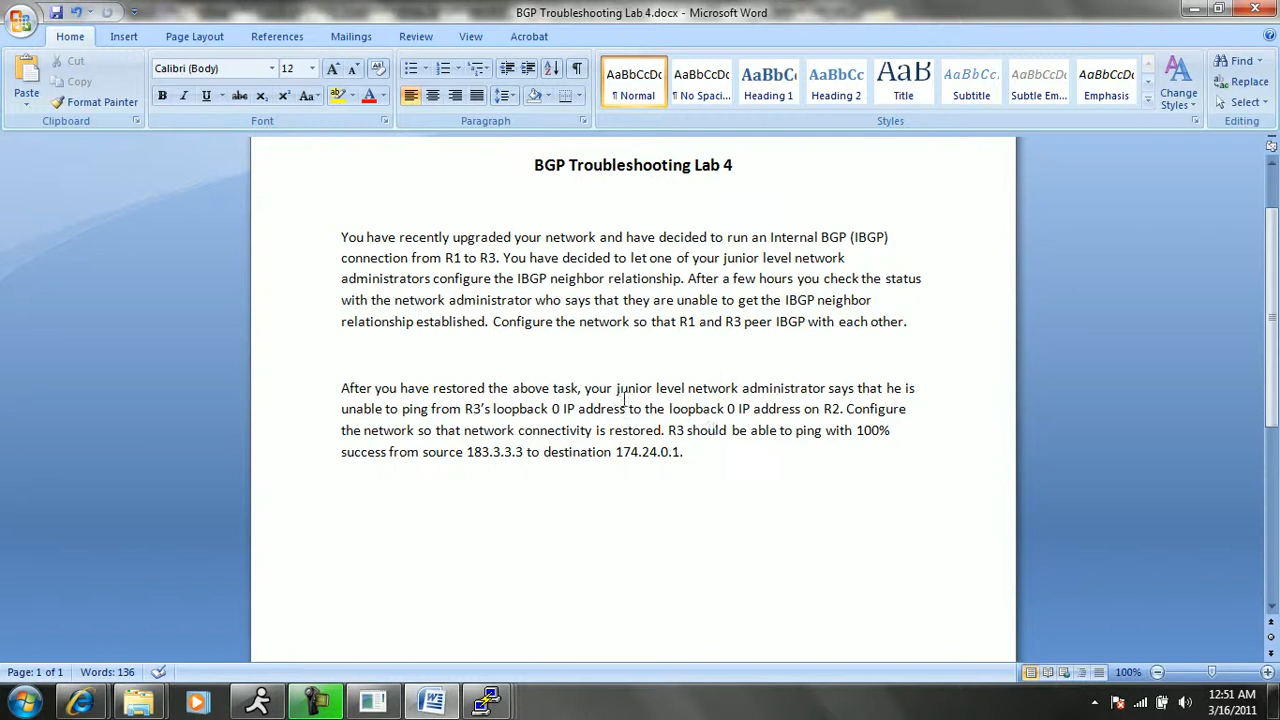 BGP Troubleshooting Lab 4.docx - Microsoft Word
Home Insert Page Layout References Mailings Review View Acrobat
Paste
Cut
Copy
Format Painter
Clipboard
Calibri (Body) 12
Font
Paragraph
AaBbCcDc AaBbCcDc AaBbC AaBbCc AaB AaBbCc. AaBbCcDc AaBbCcDc
¶ Normal ¶ No Spaci... Heading 1 Heading 2 Title Subtitle Subtle Em... Emphasis
Change
Styles
Styles
Find
Replace
Select
Editing
BGP Troubleshooting Lab 4
You have recently upgraded your network and have decided to run an Internal BGP (IBGP)
connection from R1 to R3. You have decided to let one of your junior level network
administrators configure the IBGP neighbor relationship. After a few hours you check the status
with the network administrator who says that they are unable to get the IBGP neighbor
relationship established. Configure the network so that R1 and R3 peer IBGP with each other.
After you have restored the above task, your junior level network administrator says that he is
unable to ping from R3's loopback 0 IP address to the loopback 0 IP address on R2. Configure
the network so that network connectivity is restored. R3 should be able to ping with 100%
success from source 183.3.3.3 to destination 174.24.0.1.
Page: 1 of 1 Words: 136 100%
12:51 AM
3/16/2011